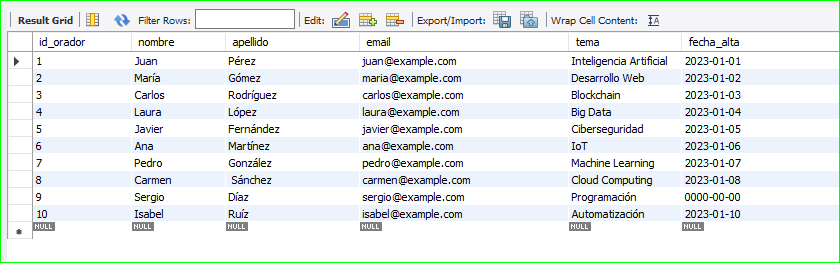 Result Grid Filter Rows: Edit: Export/Import: Wrap Cell Content:
id_orador nombre apellido email tema fecha_alta
1 Juan Pérez juan@example.com Inteligencia Artificial 2023-01-01
2 María Gómez maria@example.com Desarrollo Web 2023-01-02
3 Carlos Rodríguez carlos@example.com Blockchain 2023-01-03
4 Laura López laura@example.com Big Data 2023-01-04
5 Javier Fernández javier@example.com Ciberseguridad 2023-01-05
6 Ana Martínez ana@example.com IoT 2023-01-06
7 Pedro González pedro@example.com Machine Learning 2023-01-07
8 Carmen Sánchez carmen@example.com Cloud Computing 2023-01-08
9 Sergio Díaz sergio@example.com Programación 0000-00-00
10 Isabel Ruíz isabel@example.com Automatización 2023-01-10
NULL NULL NULL NULL NULL NULL